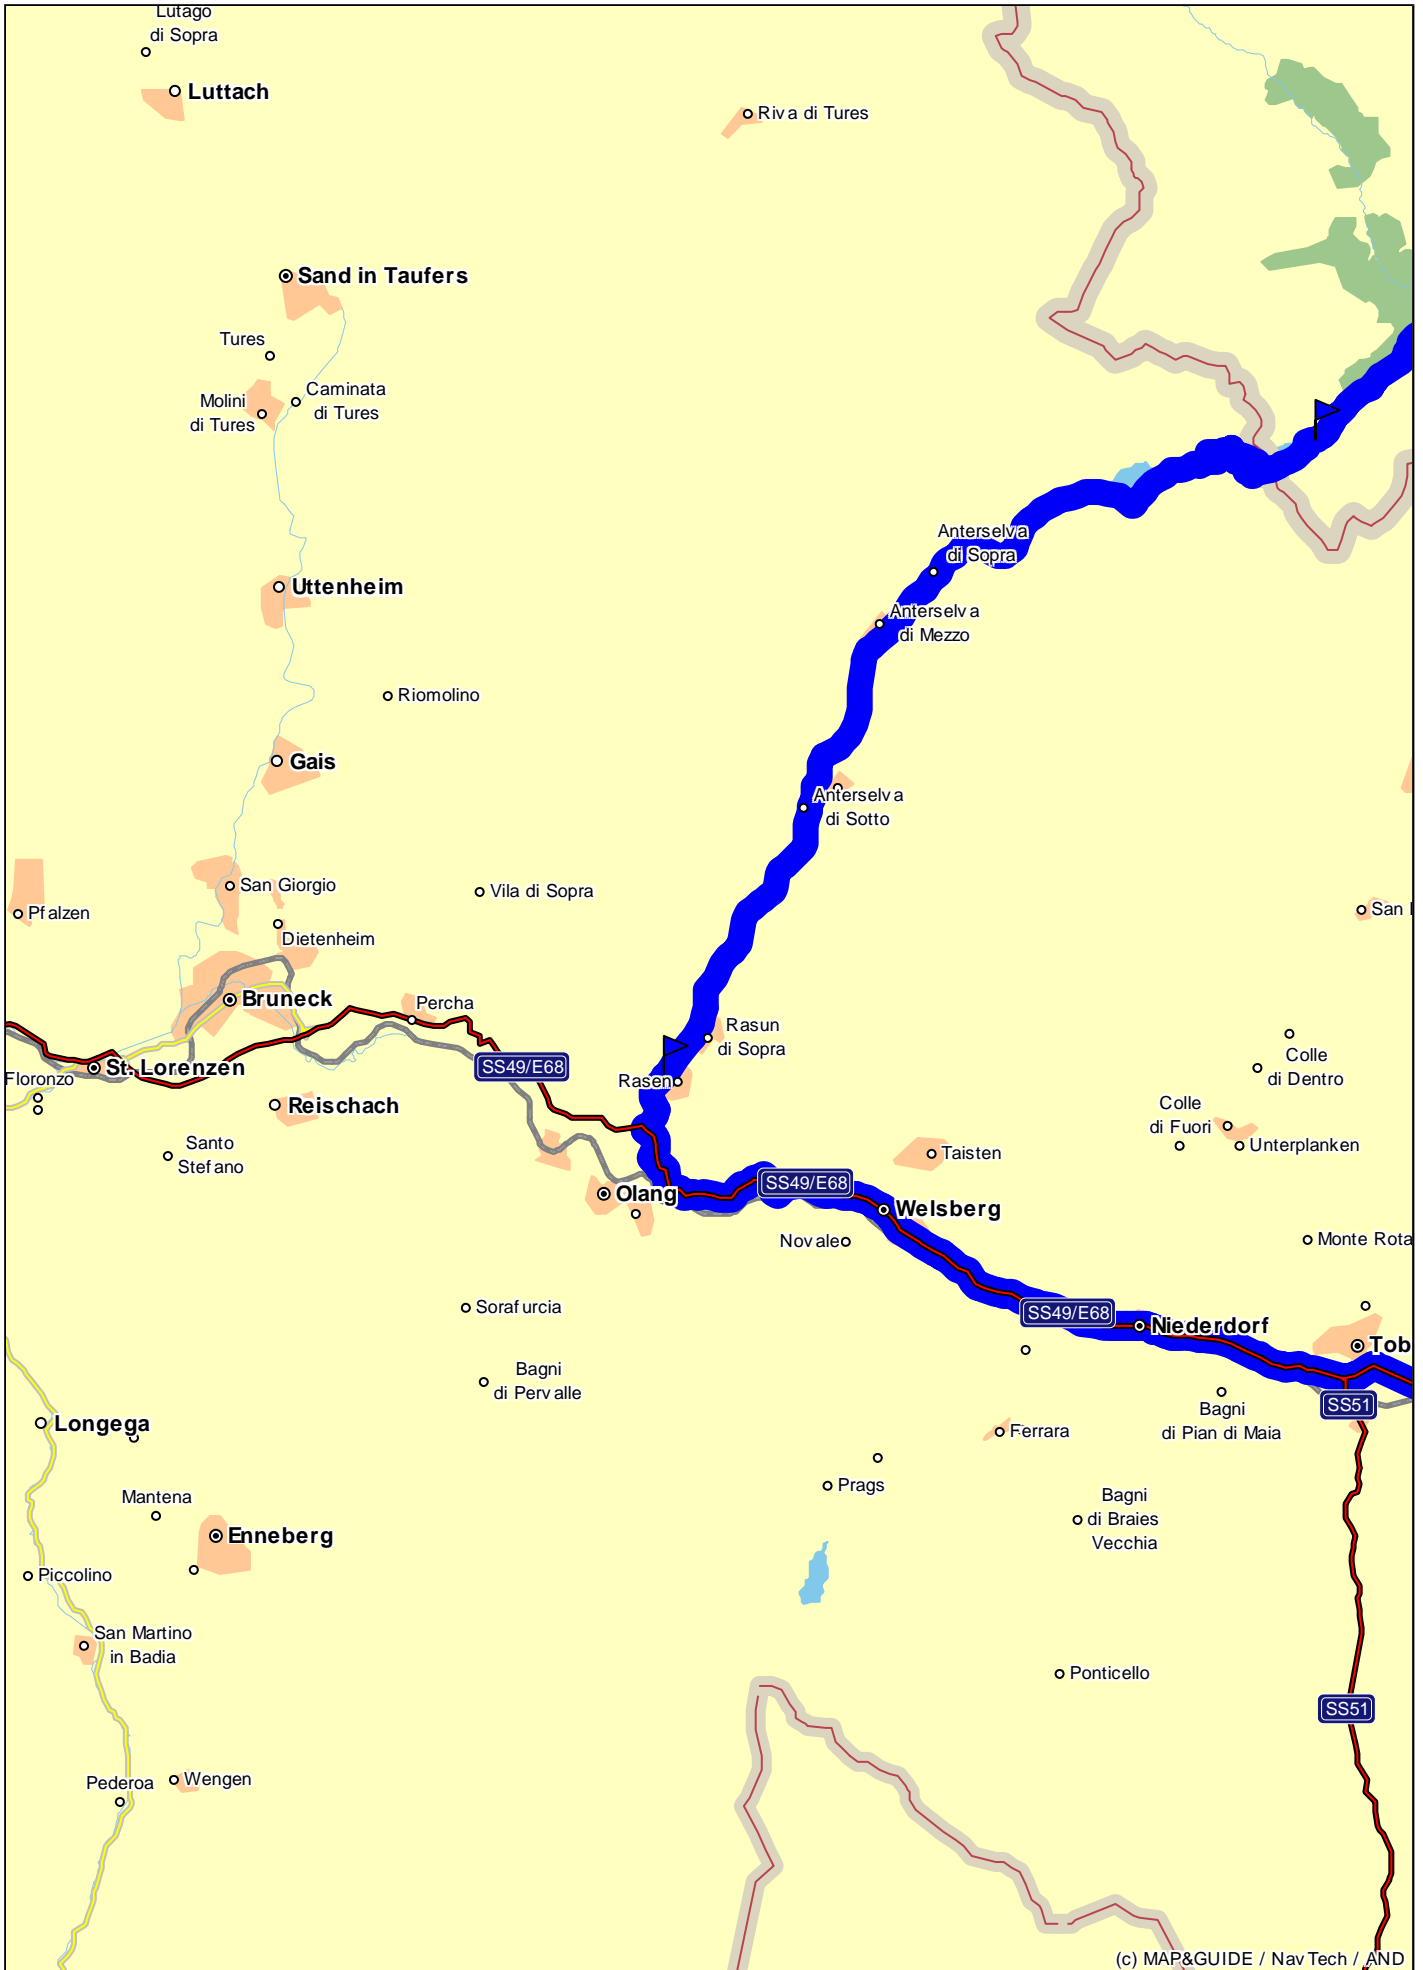 Lutago
di Sopra
Luttach
Riva di Tures
Sand in Taufers
Tures
Caminata
di Tures
Molini
di Tures
Anterselva
di Sopra
Uttenheim
Anterselva
di Mezzo
Riomolino
Gais
Anterselva
di Sotto
San Giorgio
Vila di Sopra
Pfalzen
San
Dietenheim
Bruneck
Percha
Rasun
di Sopra
SS49/E68
St. Lorenzen
Floronzo
Rasen
Colle
di Dentro
Reischach
Colle
di Fuori
Santo
Stefano
Unterplanken
Taisten
SS49/E68
Olang
Welsberg
Novale
Monte Rota
Sorafurcia
SS49/E68
Niederdorf
Tob
Bagni
di Pervalle
SS51
Bagni
di Pian di Maia
Longega
Ferrara
Prags
Mantena
Bagni
di Braies
Vecchia
Enneberg
Piccolino
San Martino
in Badia
Ponticello
SS51
Wengen
Pederoa
(c) MAP&GUIDE / NavTech / AND